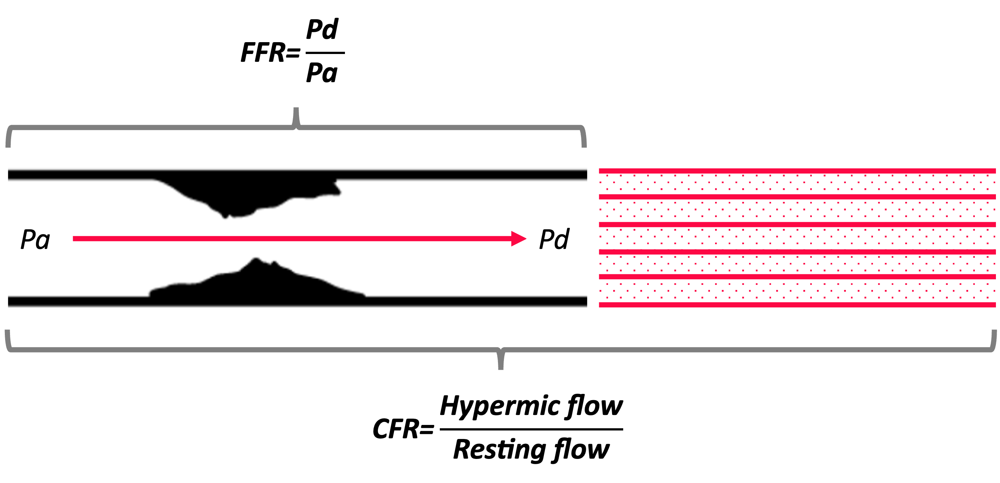 Pd
FFR=
Pa
Pa
Pd
Hypermic flow
CFR=
Resting flow